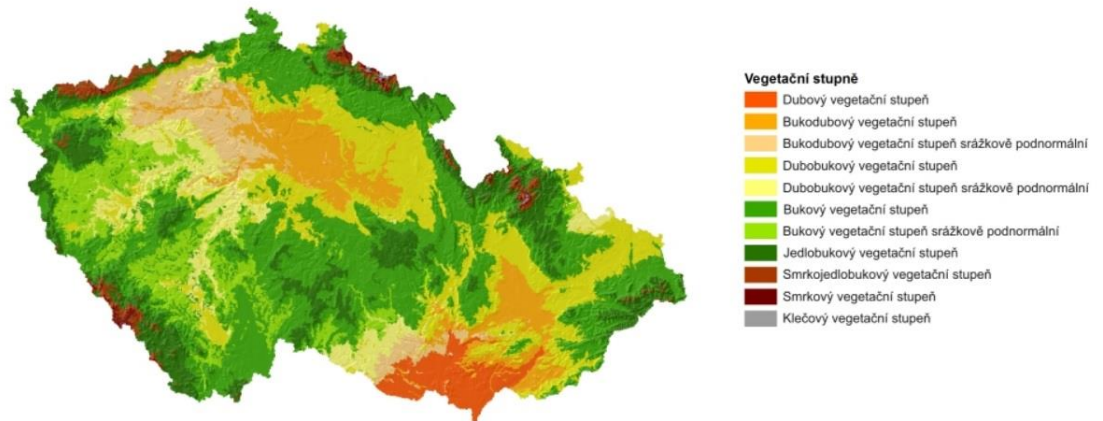 Vegetační stupně
Dubový vegetační stupeň
Bukodubový vegetační stupeň
Bukodubový vegetační stupeň srážkově podnormální
Dubobukový vegetační stupeň
Dubobukový vegetační stupeň srážkově podnormální
Bukový vegetační stupeň
Bukový vegetační stupeň srážkově podnormální
Jedlobukový vegetační stupeň
Smrkojedlobukový vegetační stupeň
Smrkový vegetační stupeň
Klečový vegetační stupeň